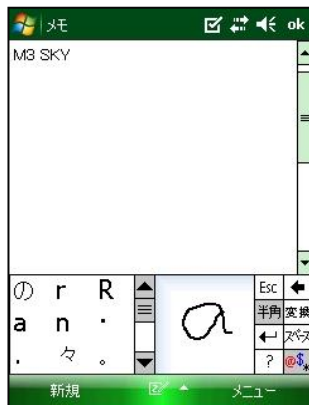 メモ ok
M3 SKY
の r R Esc
a n ・ 半角 変換
スペース
. 々 。 ? @$*
a
新規 メニュー